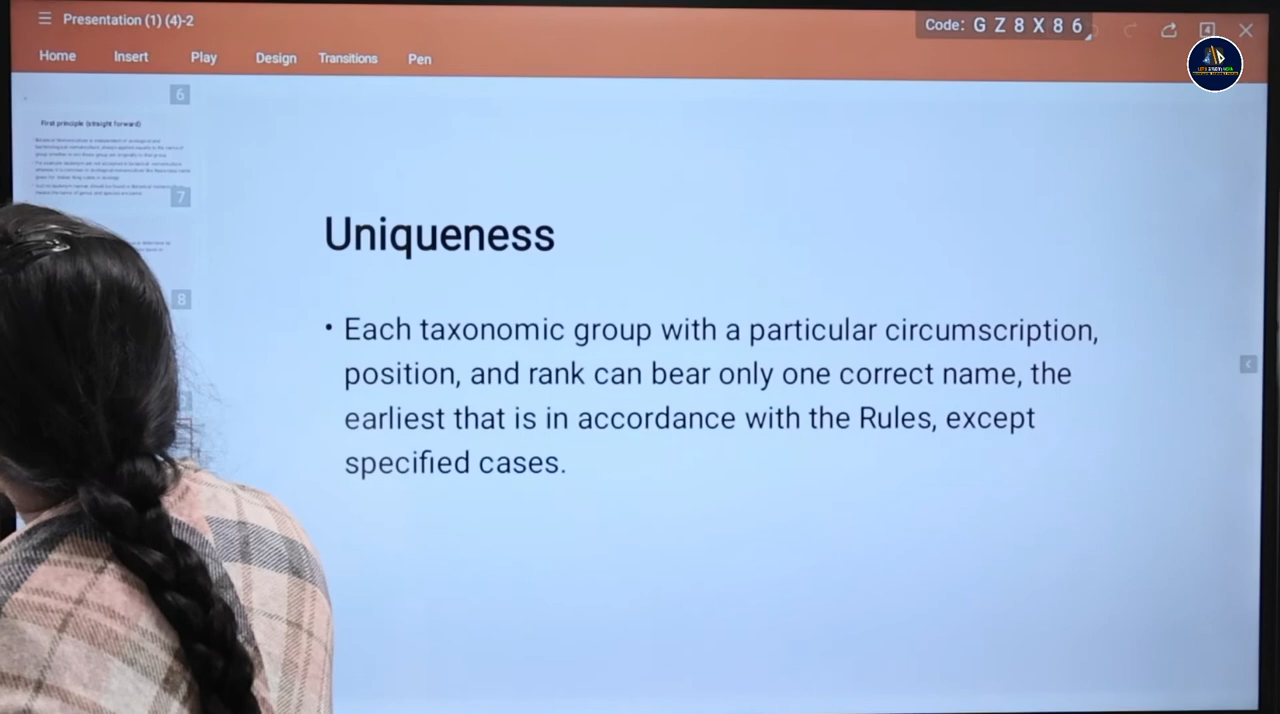 Presentation (1) (4)-2
Code: G Z 8 X 8 6
4
Home Insert Play Design Transitions Pen
6
First principle (straight forward)
7
8
Uniqueness
• Each taxonomic group with a particular circumscription,
position, and rank can bear only one correct name, the
earliest that is in accordance with the Rules, except
specified cases.